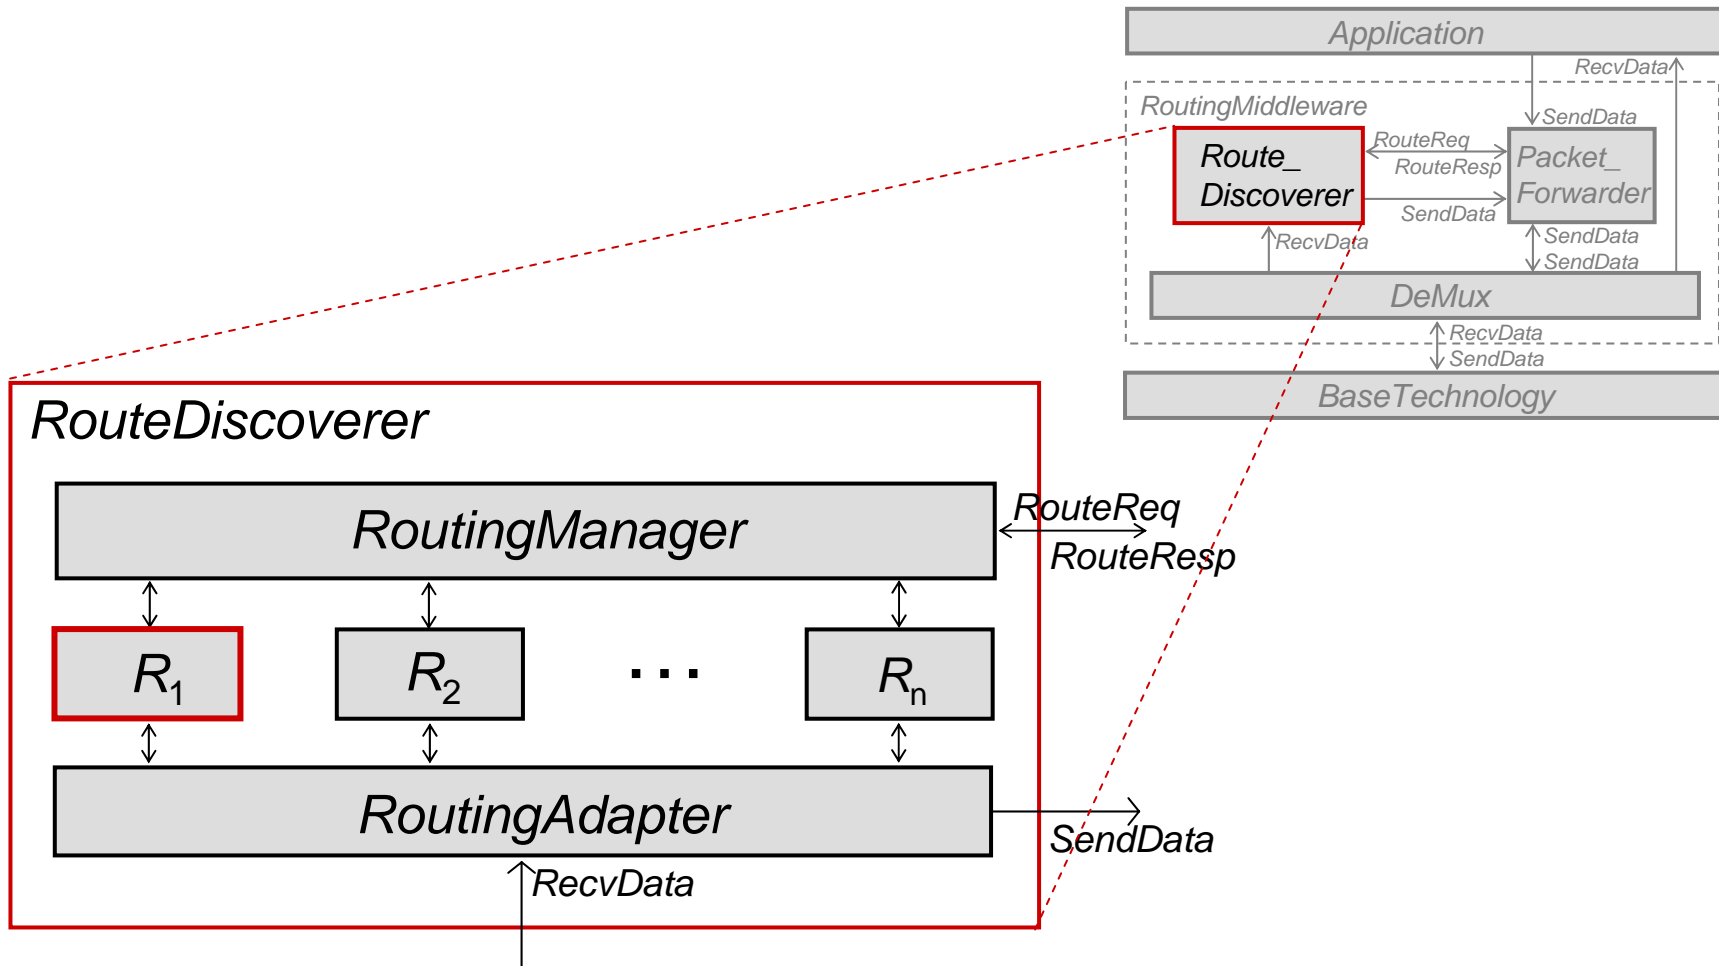 Application
RecvData
RoutingMiddleware
SendData
RouteReq
RouteResp
Route_
Discoverer
Packet_
Forwarder
SendData
RecvData
SendData
SendData
DeMux
RecvData
SendData
BaseTechnology
RouteDiscoverer
RoutingManager
RouteReq
RouteResp
R1
R2
...
Rn
RoutingAdapter
SendData
RecvData